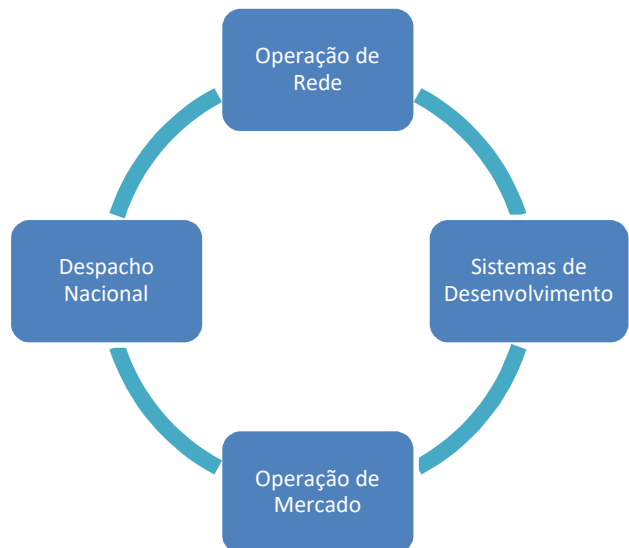 Operação de
Rede
Despacho
Nacional
Sistemas de
Desenvolvimento
Operação de
Mercado